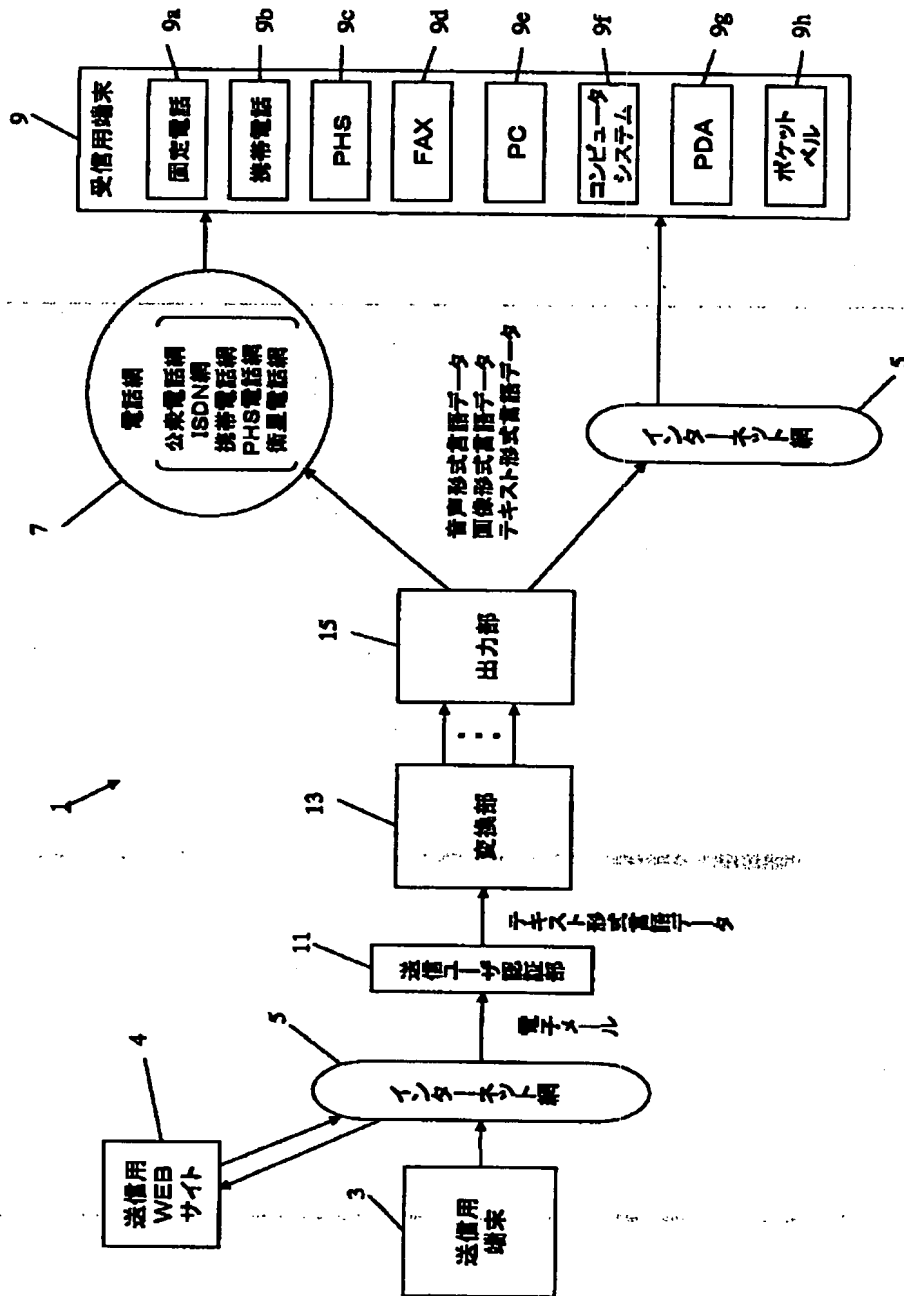 1
送信用
WEB
サイト
4
送信用
端末
3
インターネット網
5
電子メール
送信ユーザ認証部
11
テキスト形式言語データ
変換部
13
出力部
15
音声形式言語データ
画像形式言語データ
テキスト形式言語データ
電話網
公衆電話網
ISDN網
携帯電話網
PHS電話網
衛星電話網
7
インターネット網
5
受信用端末
9
固定電話
9a
携帯電話
9b
PHS
9c
FAX
9d
PC
9e
コンピュータ
システム
9f
PDA
9g
ポケット
ベル
9h